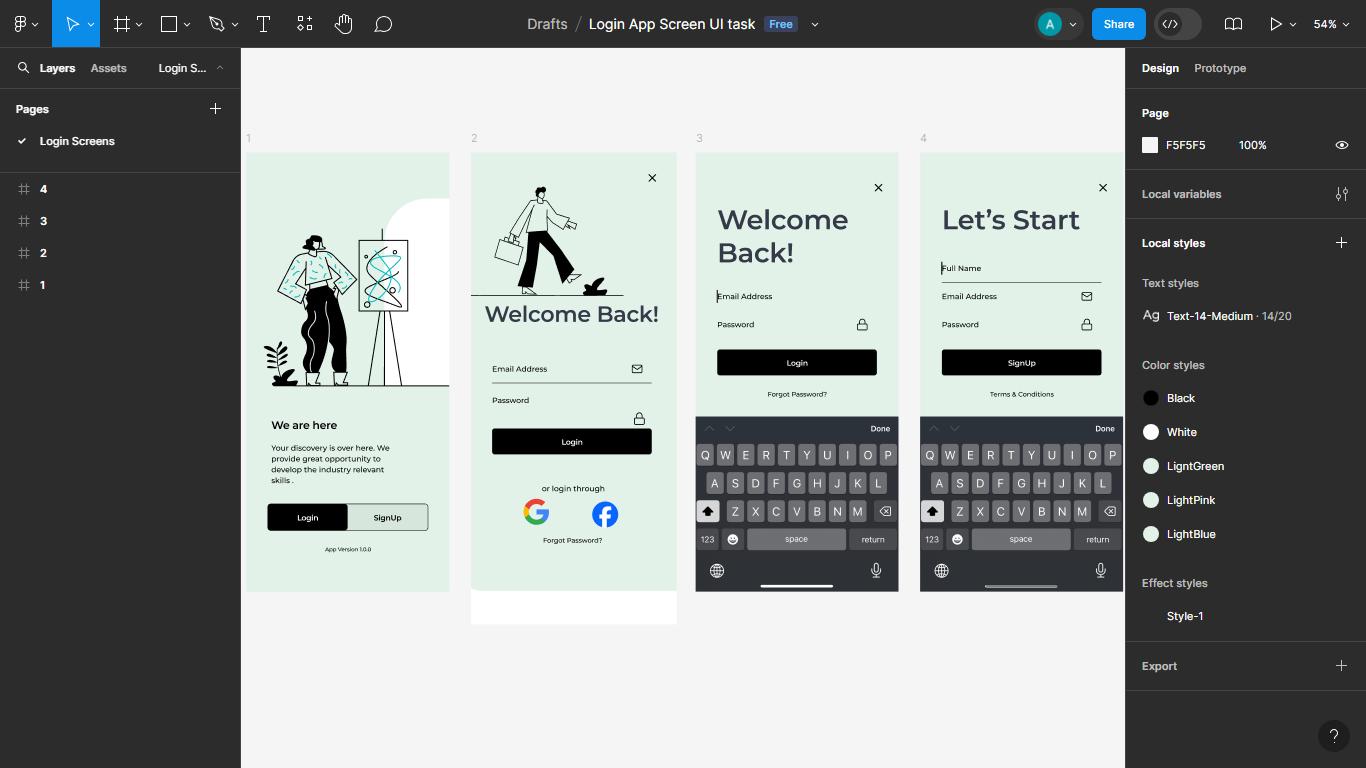 Drafts / Login App Screen UI task Free
A
Share
54%
Layers Assets Login S...
Pages
Login Screens
4
3
2
1
1
We are here
Your discovery is over here. We
provide great opportunity to
develop the industry relevant
skills .
Login SignUp
App Version 1.0.0
2
Welcome Back!
Email Address
Password
Login
or login through
Forgot Password?
3
Welcome
Back!
Email Address
Password
Login
Forgot Password?
Done
Q W E R T Y U I O P
A S D F G H J K L
Z X C V B N M
123 space return
4
Let’s Start
Full Name
Email Address
Password
SignUp
Terms & Conditions
Done
Q W E R T Y U I O P
A S D F G H J K L
Z X C V B N M
123 space return
Design Prototype
Page
F5F5F5 100%
Local variables
Local styles
Text styles
Ag Text-14-Medium · 14/20
Color styles
Black
White
LigntGreen
LightPink
LightBlue
Effect styles
Style-1
Export
?